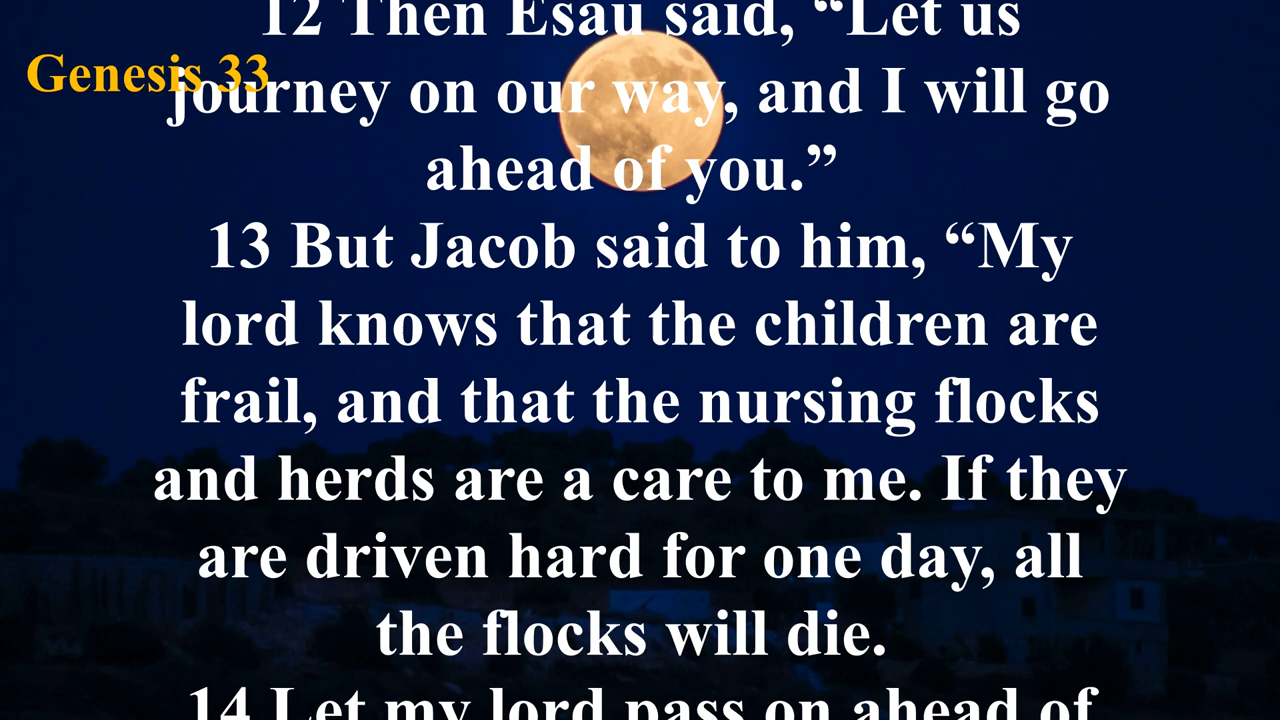 12 Then Esau said, “Let us
Genesis 33
journey on our way, and I will go
ahead of you.”
13 But Jacob said to him, “My
lord knows that the children are
frail, and that the nursing flocks
and herds are a care to me. If they
are driven hard for one day, all
the flocks will die.
14 Let my lord pass on ahead of